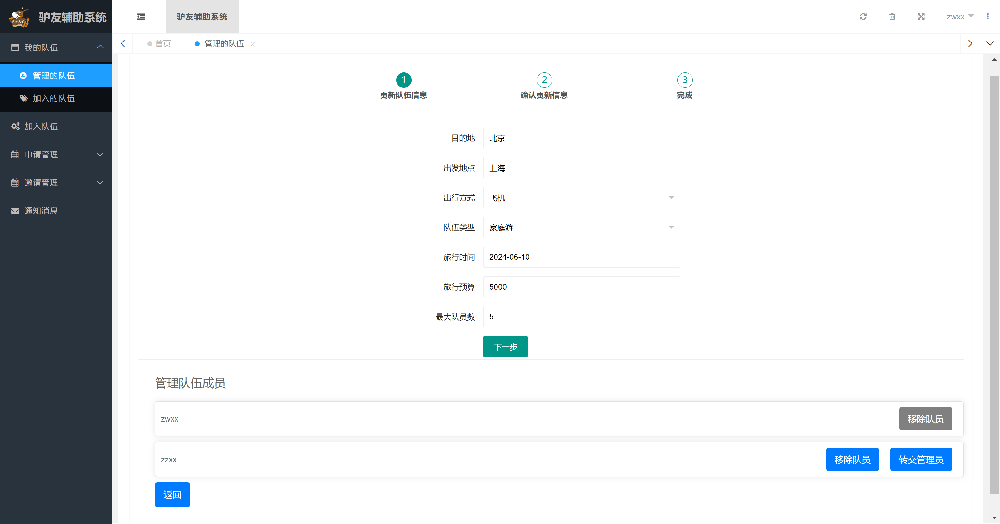 驴行天下
驴友辅助系统
驴友辅助系统
zwxx
我的队伍
管理的队伍
加入的队伍
加入队伍
申请管理
邀请管理
通知消息
首页
管理的队伍
1
2
3
更新队伍信息
确认更新信息
完成
目的地 北京
出发地点 上海
出行方式 飞机
队伍类型 家庭游
旅行时间 2024-06-10
旅行预算 5000
最大队员数 5
下一步
管理队伍成员
zwxx 移除队员
zzxx 移除队员 转交管理员
返回